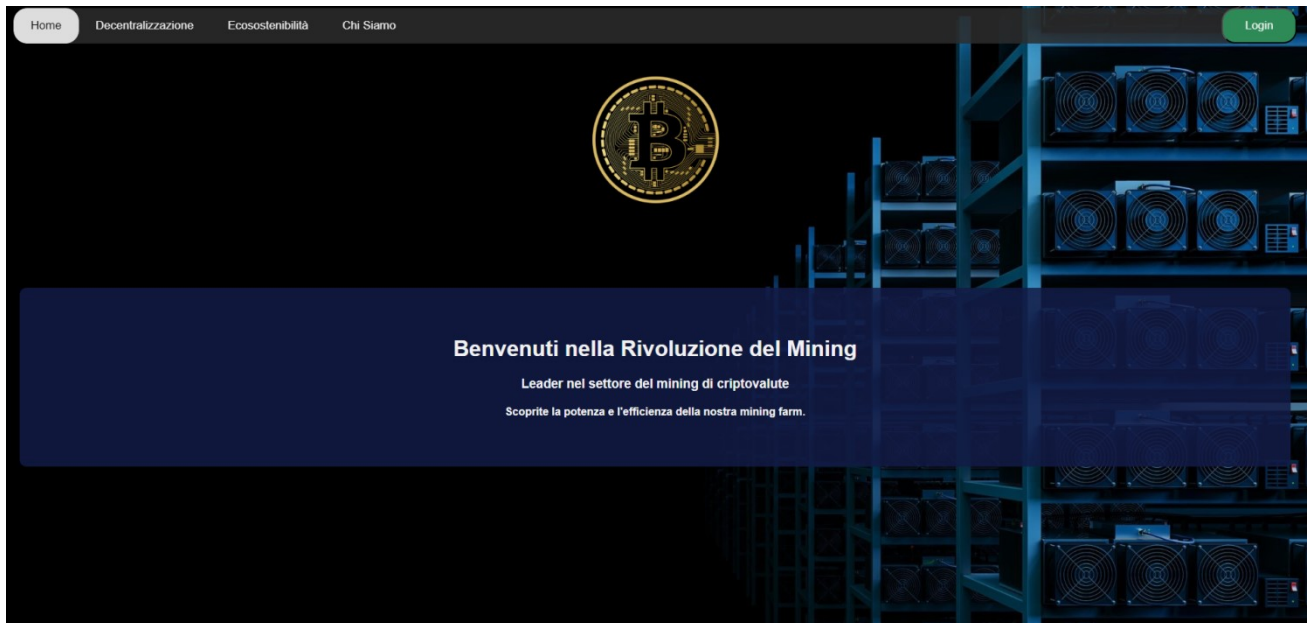 Home
Decentralizzazione
Ecosostenibilità
Chi Siamo
Login
Benvenuti nella Rivoluzione del Mining
Leader nel settore del mining di criptovalute
Scoprite la potenza e l'efficienza della nostra mining farm.